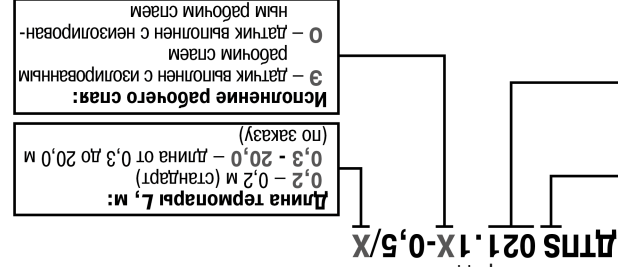 ДТПS 021.1.X-0,5/X
Длина термопары L, м:
0,2 – 0,2 м (стандарт)
0,3 - 20,0 – длина от 0,3 до 20,0 м
(по заказу)
Исполнение рабочего спая:
Э – датчик выполнен с изолированным
рабочим спаем
О – датчик выполнен с неизолирован-
ным рабочим спаем